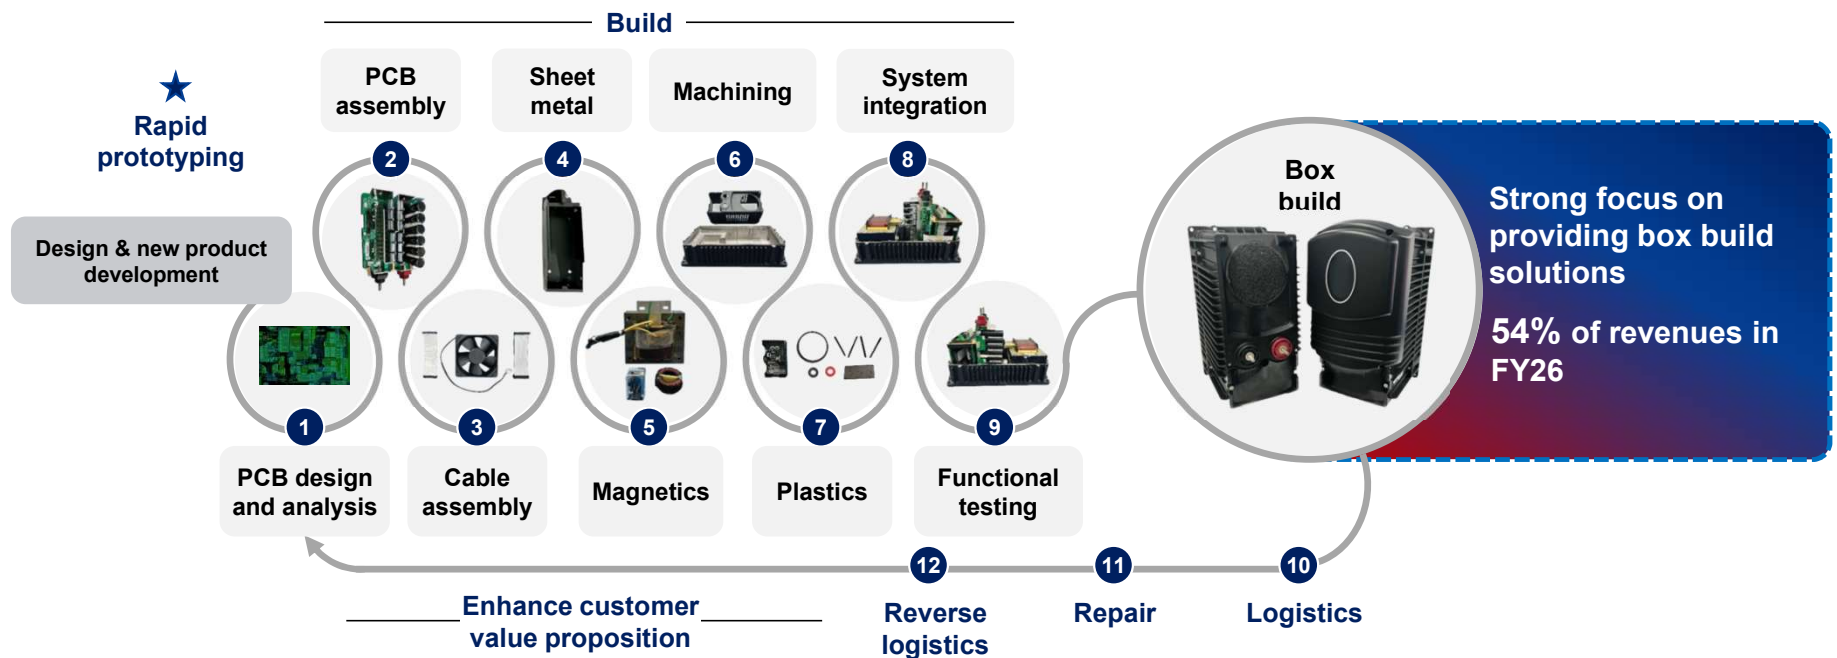 Build
Rapid
prototyping
Design & new product
development
PCB
assembly
Sheet
metal
Machining
System
integration
2
4
6
8
1
3
5
7
9
PCB design
and analysis
Cable
assembly
Magnetics
Plastics
Functional
testing
Box
build
Strong focus on
providing box build
solutions
54% of revenues in
FY26
12
11
10
Enhance customer
value proposition
Reverse
logistics
Repair
Logistics